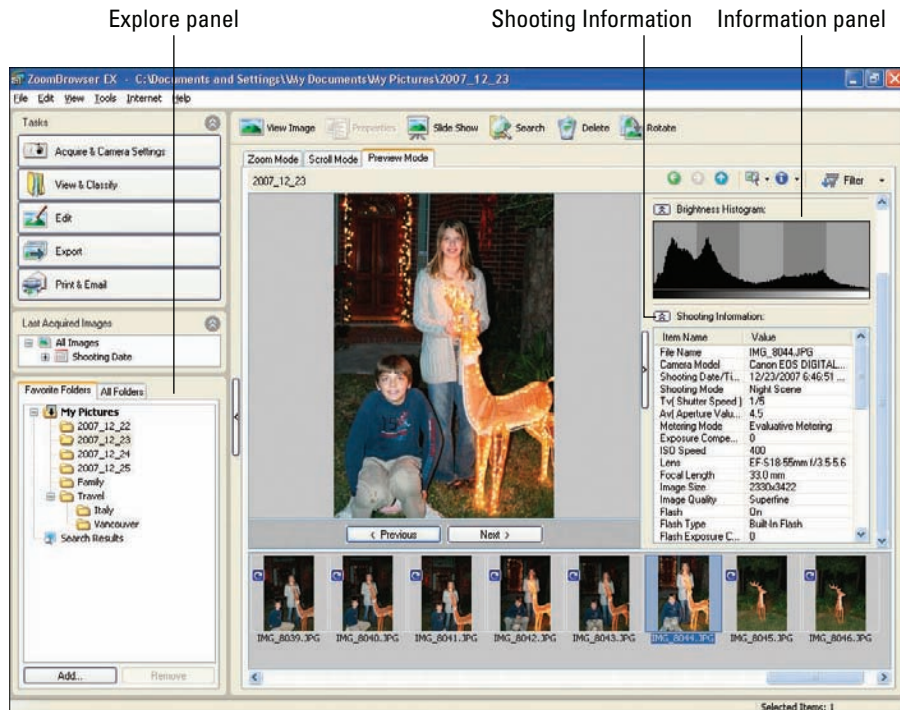 Explore panel
Shooting Information
Information panel
ZoomBrowser EX - C:\Documents and Settings\My Documents\My Pictures\2007_12_23
File Edit View Tools Internet Help
Tasks
Acquire & Camera Settings
View & Classify
Edit
Export
Print & Email
Last Acquired Images
All Images
Shooting Date
Favorite Folders
All Folders
My Pictures
2007_12_22
2007_12_23
2007_12_24
2007_12_25
Family
Travel
Italy
Vancouver
Search Results
Add...
Remove
View Image Properties Slide Show Search Delete Rotate
Zoom Mode Scroll Mode Preview Mode
2007_12_23
Filter
< Previous
Next >
Brightness Histogram:
Shooting Information:
Item Name Value
File Name IMG_8044.JPG
Camera Model Canon EOS DIGITAL...
Shooting Date/Ti... 12/23/2007 6:46:51 ...
Shooting Mode Night Scene
Tv( Shutter Speed ) 1/5
Av( Aperture Valu... 4.5
Metering Mode Evaluative Metering
Exposure Compe... 0
ISO Speed 400
Lens EF-S18-55mm f/3.5-5.6
Focal Length 33.0 mm
Image Size 2330x3422
Image Quality Superfine
Flash On
Flash Type Built-In Flash
Flash Exposure C... 0
IMG_8039.JPG IMG_8040.JPG IMG_8041.JPG IMG_8042.JPG IMG_8043.JPG IMG_8044.JPG IMG_8045.JPG IMG_8046.JPG
Selected Items: 1